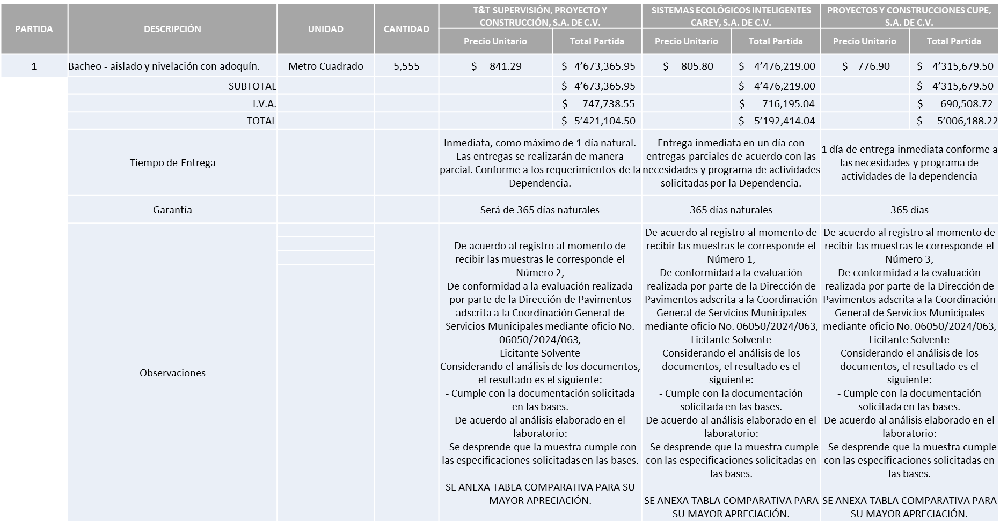 PARTIDA
DESCRIPCIÓN
UNIDAD
CANTIDAD
T&T SUPERVISIÓN, PROYECTO Y
CONSTRUCCIÓN, S.A. DE C.V.
SISTEMAS ECOLÓGICOS INTELIGENTES
CAREY, S.A. DE C.V.
PROYECTOS Y CONSTRUCCIONES CUPE,
S.A. DE C.V.
Precio Unitario
Total Partida
Precio Unitario
Total Partida
Precio Unitario
Total Partida
1
Bacheo - aislado y nivelación con adoquín.
Metro Cuadrado
5,555
$ 841.29
$ 4’673,365.95
$ 805.80
$ 4’476,219.00
$ 776.90
$ 4’315,679.50
SUBTOTAL
$ 4’673,365.95
$ 4’476,219.00
$ 4’315,679.50
I.V.A.
$ 747,738.55
$ 716,195.04
$ 690,508.72
TOTAL
$ 5’421,104.50
$ 5’192,414.04
$ 5’006,188.22
Tiempo de Entrega
Inmediata, como máximo de 1 día natural.
Las entregas se realizarán de manera
parcial. Conforme a los requerimientos de la
Dependencia.
Entrega inmediata en un día con
entregas parciales de acuerdo con las
necesidades y programa de actividades
solicitadas por la Dependencia.
1 día de entrega inmediata conforme a
las necesidades y programa de
actividades de la dependencia
Garantía
Será de 365 días naturales
365 días naturales
365 días
Observaciones
De acuerdo al registro al momento de
recibir las muestras le corresponde el
Número 2,
De conformidad a la evaluación realizada
por parte de la Dirección de Pavimentos
adscrita a la Coordinación General de
Servicios Municipales mediante oficio No.
06050/2024/063,
Licitante Solvente
Considerando el análisis de los documentos,
el resultado es el siguiente:
- Cumple con la documentación solicitada
en las bases.
De acuerdo al análisis elaborado en el
laboratorio:
- Se desprende que la muestra cumple con
las especificaciones solicitadas en las bases.
SE ANEXA TABLA COMPARATIVA PARA SU
MAYOR APRECIACIÓN.
De acuerdo al registro al momento de
recibir las muestras le corresponde el
Número 1,
De conformidad a la evaluación
realizada por parte de la Dirección de
Pavimentos adscrita a la Coordinación
General de Servicios Municipales
mediante oficio No. 06050/2024/063,
Licitante Solvente
Considerando el análisis de los
documentos, el resultado es el
siguiente:
- Cumple con la documentación
solicitada en las bases.
De acuerdo al análisis elaborado en el
laboratorio:
- Se desprende que la muestra cumple
con las especificaciones solicitadas en
las bases.
SE ANEXA TABLA COMPARATIVA PARA
SU MAYOR APRECIACIÓN.
De acuerdo al registro al momento de
recibir las muestras le corresponde el
Número 3,
De conformidad a la evaluación
realizada por parte de la Dirección de
Pavimentos adscrita a la Coordinación
General de Servicios Municipales
mediante oficio No. 06050/2024/063,
Licitante Solvente
Considerando el análisis de los
documentos, el resultado es el
siguiente:
- Cumple con la documentación
solicitada en las bases.
De acuerdo al análisis elaborado en el
laboratorio:
- Se desprende que la muestra cumple
con las especificaciones solicitadas en
las bases.
SE ANEXA TABLA COMPARATIVA PARA
SU MAYOR APRECIACIÓN.